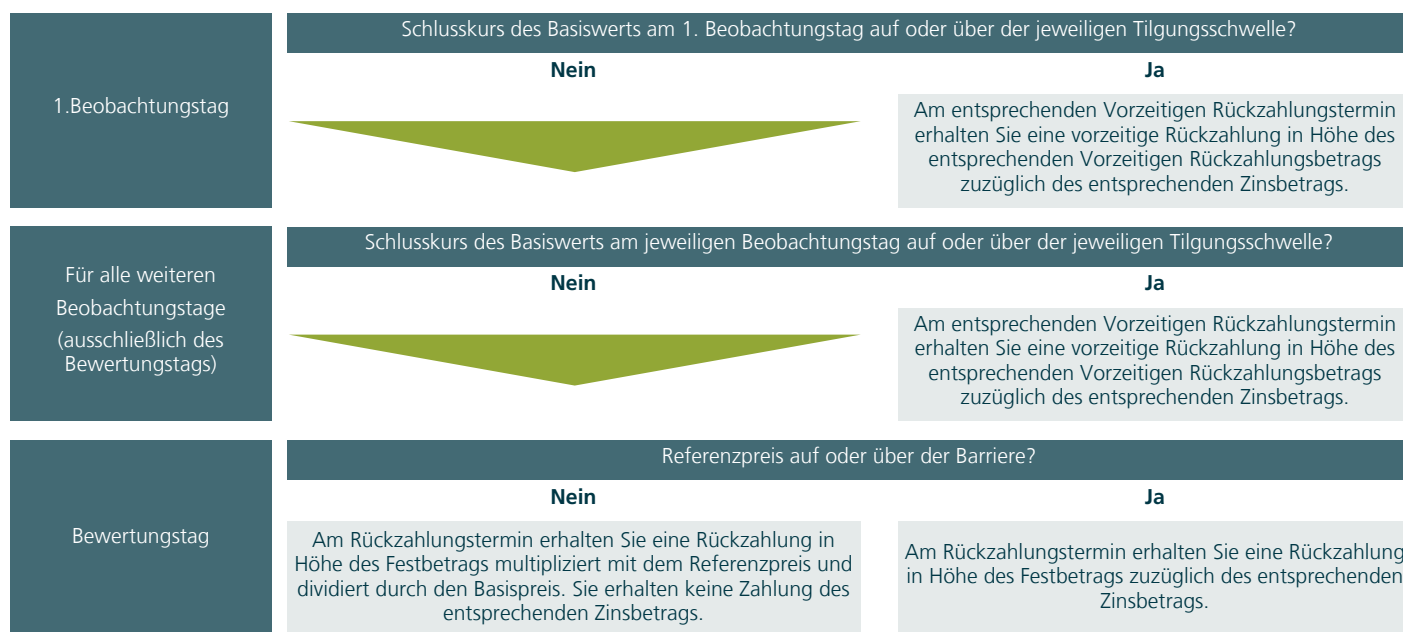 Schlusskurs des Basiswerts am 1. Beobachtungstag auf oder über der jeweiligen Tilgungsschwelle?
1.Beobachtungstag
Nein
Ja
Am entsprechenden Vorzeitigen Rückzahlungstermin
erhalten Sie eine vorzeitige Rückzahlung in Höhe des
entsprechenden Vorzeitigen Rückzahlungsbetrags
zuzüglich des entsprechenden Zinsbetrags.
Für alle weiteren
Beobachtungstage
(ausschließlich des
Bewertungstags)
Schlusskurs des Basiswerts am jeweiligen Beobachtungstag auf oder über der jeweiligen Tilgungsschwelle?
Nein
Ja
Am entsprechenden Vorzeitigen Rückzahlungstermin
erhalten Sie eine vorzeitige Rückzahlung in Höhe des
entsprechenden Vorzeitigen Rückzahlungsbetrags
zuzüglich des entsprechenden Zinsbetrags.
Bewertungstag
Referenzpreis auf oder über der Barriere?
Nein
Am Rückzahlungstermin erhalten Sie eine Rückzahlung in
Höhe des Festbetrags multipliziert mit dem Referenzpreis und
dividiert durch den Basispreis. Sie erhalten keine Zahlung des
entsprechenden Zinsbetrags.
Ja
Am Rückzahlungstermin erhalten Sie eine Rückzahlung
in Höhe des Festbetrags zuzüglich des entsprechenden
Zinsbetrags.